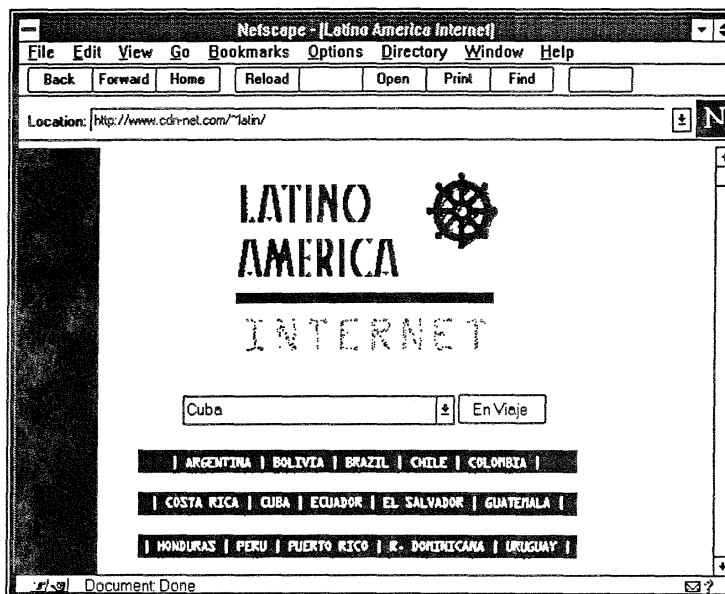 Netscape - [Latino America Internet]
File Edit View Go Bookmarks Options Directory Window Help
Back Forward Home Reload Open Print Find
Location: http://www.cdn-net.com/~latin/
N
LATINO
AMERICA
INTERNET
Cuba En Viaje
| ARGENTINA | BOLIVIA | BRAZIL | CHILE | COLOMBIA |
| COSTA RICA | CUBA | ECUADOR | EL SALVADOR | GUATEMALA |
| HONDURAS | PERU | PUERTO RICO | R. DOMINICANA | URUGUAY |
Document: Done ?